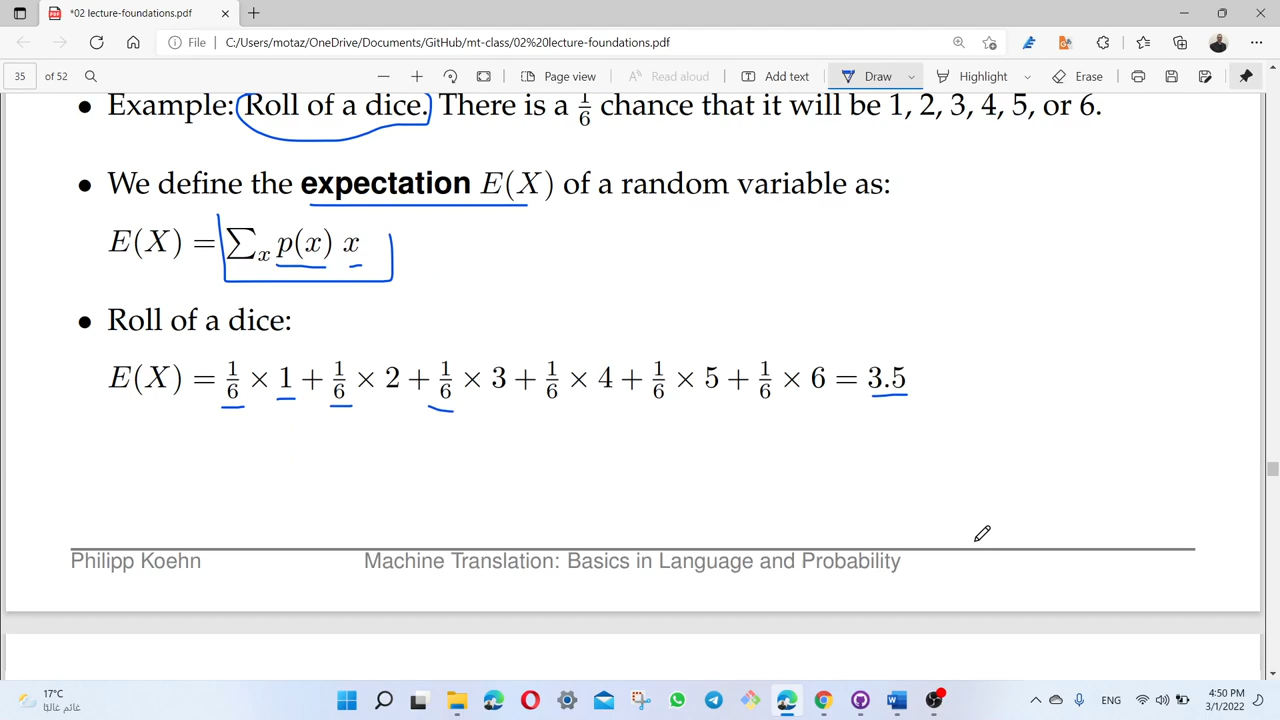 *02 lecture-foundations.pdf
File C:/Users/motaz/OneDrive/Documents/GitHub/mt-class/02%20lecture-foundations.pdf
35 of 52 Page view Read aloud Add text Draw Highlight Erase
• Example: Roll of a dice. There is a 1/6 chance that it will be 1, 2, 3, 4, 5, or 6.
• We define the expectation E(X) of a random variable as:
E(X) = ∑x p(x) x
• Roll of a dice:
E(X) = 1/6 × 1 + 1/6 × 2 + 1/6 × 3 + 1/6 × 4 + 1/6 × 5 + 1/6 × 6 = 3.5
Philipp Koehn Machine Translation: Basics in Language and Probability
17°C
غائم غالبًا
ENG
4:50 PM
3/1/2022